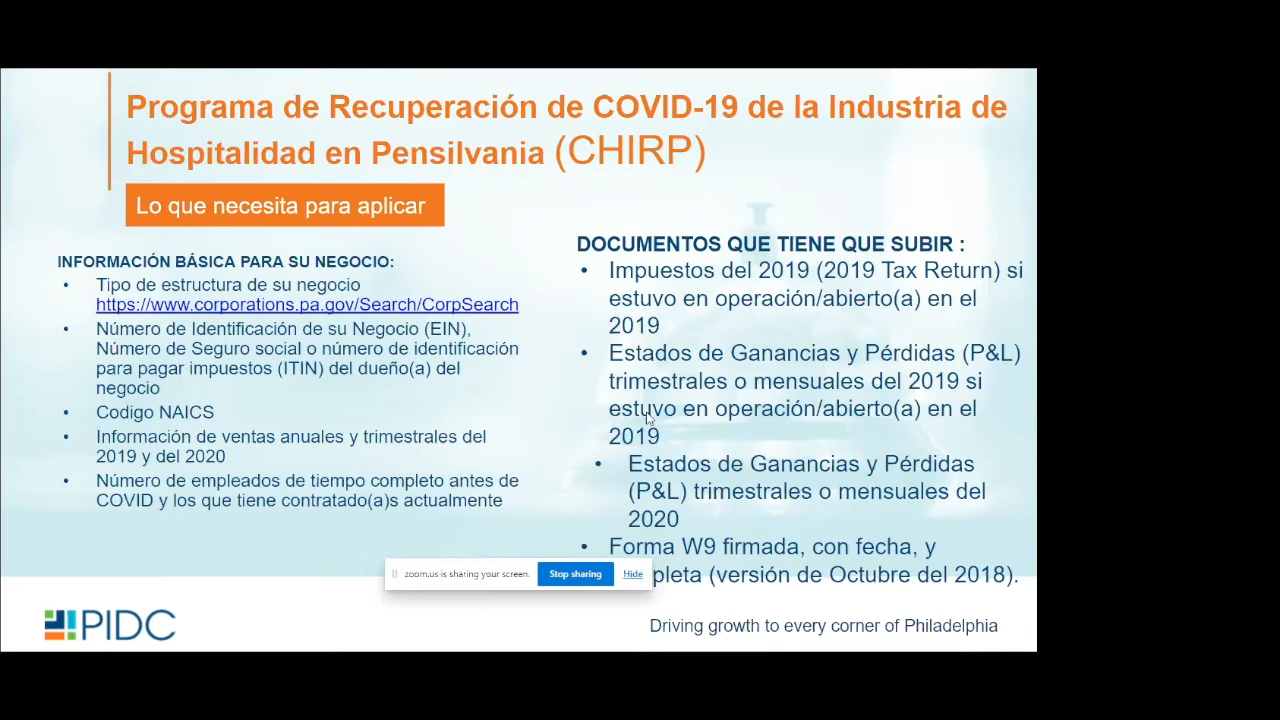 Programa de Recuperación de COVID-19 de la Industria de
Hospitalidad en Pensilvania (CHIRP)
Lo que necesita para aplicar
INFORMACIÓN BÁSICA PARA SU NEGOCIO:
• Tipo de estructura de su negocio
https://www.corporations.pa.gov/Search/CorpSearch
• Número de Identificación de su Negocio (EIN),
Número de Seguro social o número de identificación
para pagar impuestos (ITIN) del dueño(a) del
negocio
• Codigo NAICS
• Información de ventas anuales y trimestrales del
2019 y del 2020
• Número de empleados de tiempo completo antes de
COVID y los que tiene contratado(a)s actualmente
DOCUMENTOS QUE TIENE QUE SUBIR :
• Impuestos del 2019 (2019 Tax Return) si
estuvo en operación/abierto(a) en el
2019
• Estados de Ganancias y Pérdidas (P&L)
trimestrales o mensuales del 2019 si
estuvo en operación/abierto(a) en el
2019
• Estados de Ganancias y Pérdidas
(P&L) trimestrales o mensuales del
2020
• Forma W9 firmada, con fecha, y
pleta (versión de Octubre del 2018).
zoom.us is sharing your screen. Stop sharing Hide
PIDC
Driving growth to every corner of Philadelphia